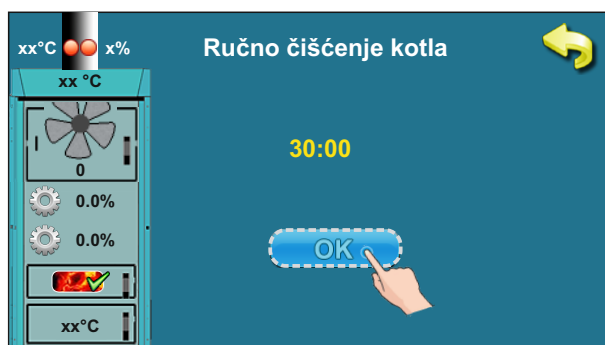 xx°C x%
Ručno čišćenje kotla
xx °C
0
30:00
0.0%
0.0%
OK
xx°C